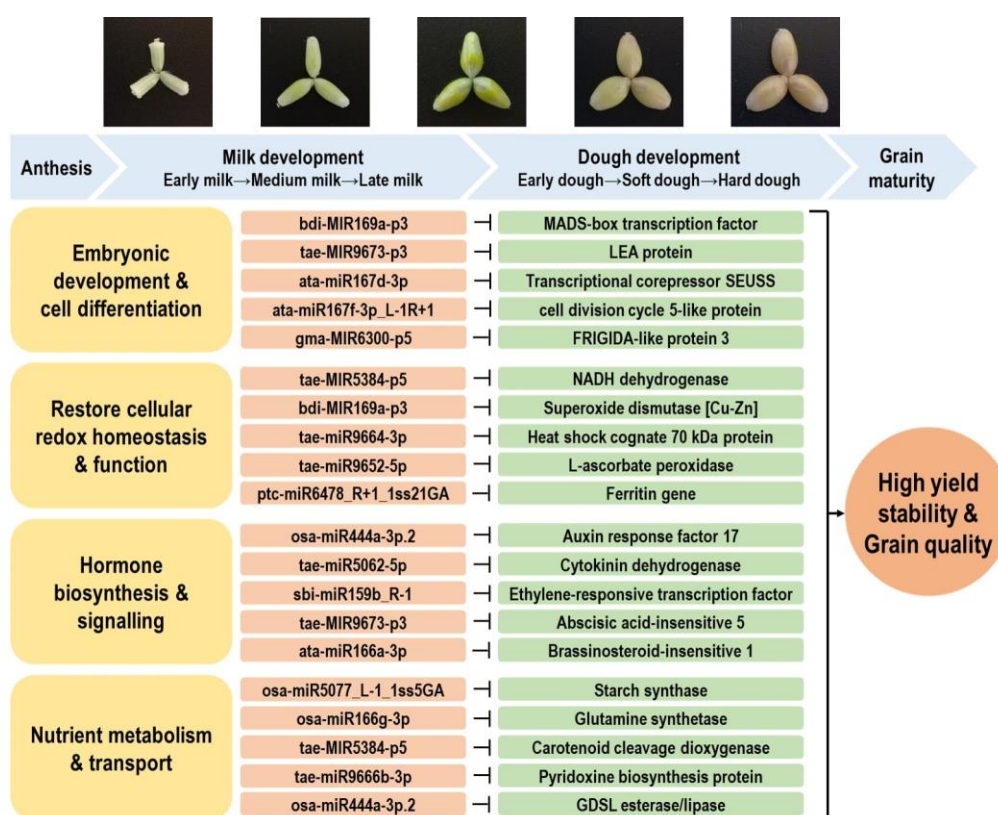 Anthesis
Milk development
Early milk→Medium milk→Late milk
Dough development
Early dough→Soft dough→Hard dough
Grain
maturity
Embryonic
development &
cell differentiation
bdi-MIR169a-p3 ⊣ MADS-box transcription factor
tae-MIR9673-p3 ⊣ LEA protein
ata-miR167d-3p ⊣ Transcriptional corepressor SEUSS
ata-miR167f-3p_L-1R+1 ⊣ cell division cycle 5-like protein
gma-MIR6300-p5 ⊣ FRIGIDA-like protein 3
Restore cellular
redox homeostasis
& function
tae-MIR5384-p5 ⊣ NADH dehydrogenase
bdi-MIR169a-p3 ⊣ Superoxide dismutase [Cu-Zn]
tae-miR9664-3p ⊣ Heat shock cognate 70 kDa protein
tae-miR9652-5p ⊣ L-ascorbate peroxidase
ptc-miR6478_R+1_1ss21GA ⊣ Ferritin gene
Hormone
biosynthesis &
signalling
osa-miR444a-3p.2 ⊣ Auxin response factor 17
tae-miR5062-5p ⊣ Cytokinin dehydrogenase
sbi-miR159b_R-1 ⊣ Ethylene-responsive transcription factor
tae-MIR9673-p3 ⊣ Abscisic acid-insensitive 5
ata-miR166a-3p ⊣ Brassinosteroid-insensitive 1
Nutrient metabolism
& transport
osa-miR5077_L-1_1ss5GA ⊣ Starch synthase
osa-miR166g-3p ⊣ Glutamine synthetase
tae-MIR5384-p5 ⊣ Carotenoid cleavage dioxygenase
tae-miR9666b-3p ⊣ Pyridoxine biosynthesis protein
osa-miR444a-3p.2 ⊣ GDSL esterase/lipase
High yield
stability &
Grain quality